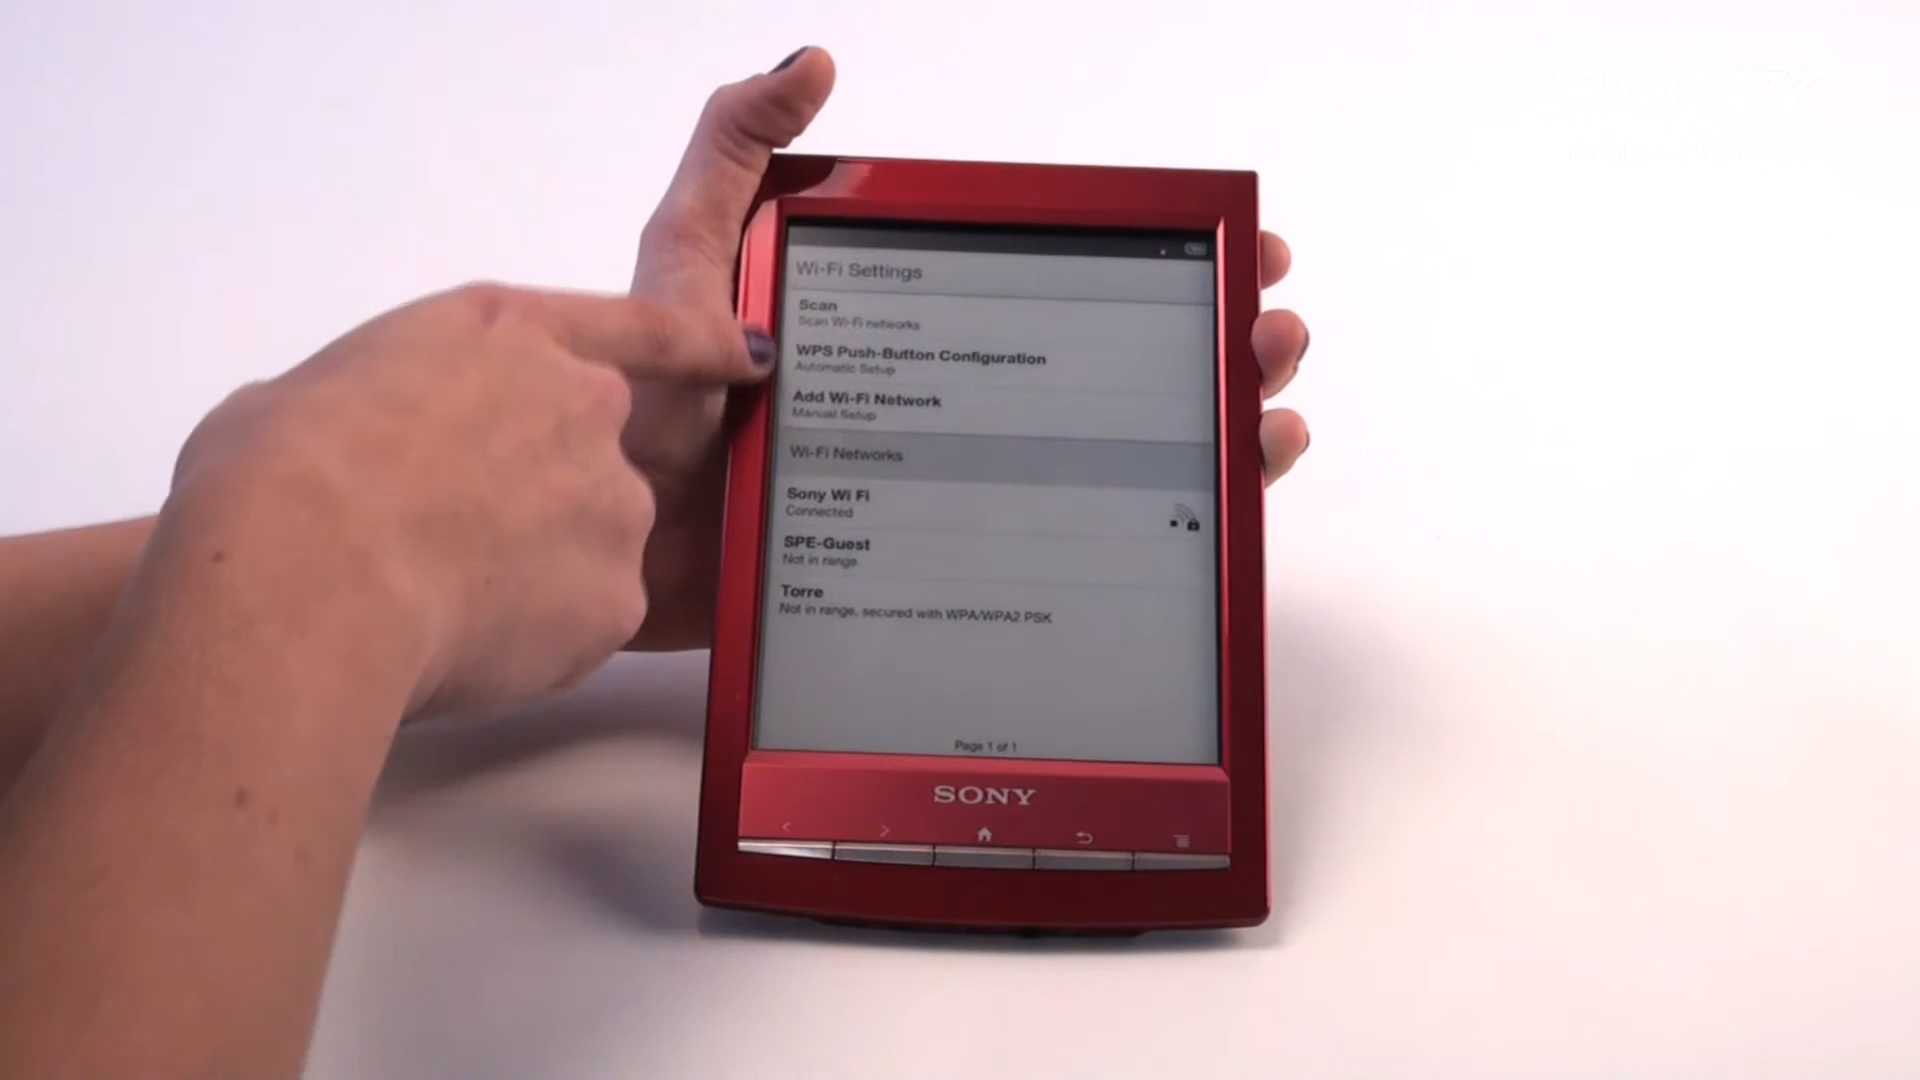 SONY
Wi-Fi Settings
Scan
Scan Wi-Fi networks
WPS Push-Button Configuration
Automatic Setup
Add Wi-Fi Network
Manual Setup
Wi-Fi Networks
Sony Wi Fi
Connected
SPE-Guest
Not in range
Torre
Not in range, secured with WPA/WPA2 PSK
Page 1 of 1
SONY